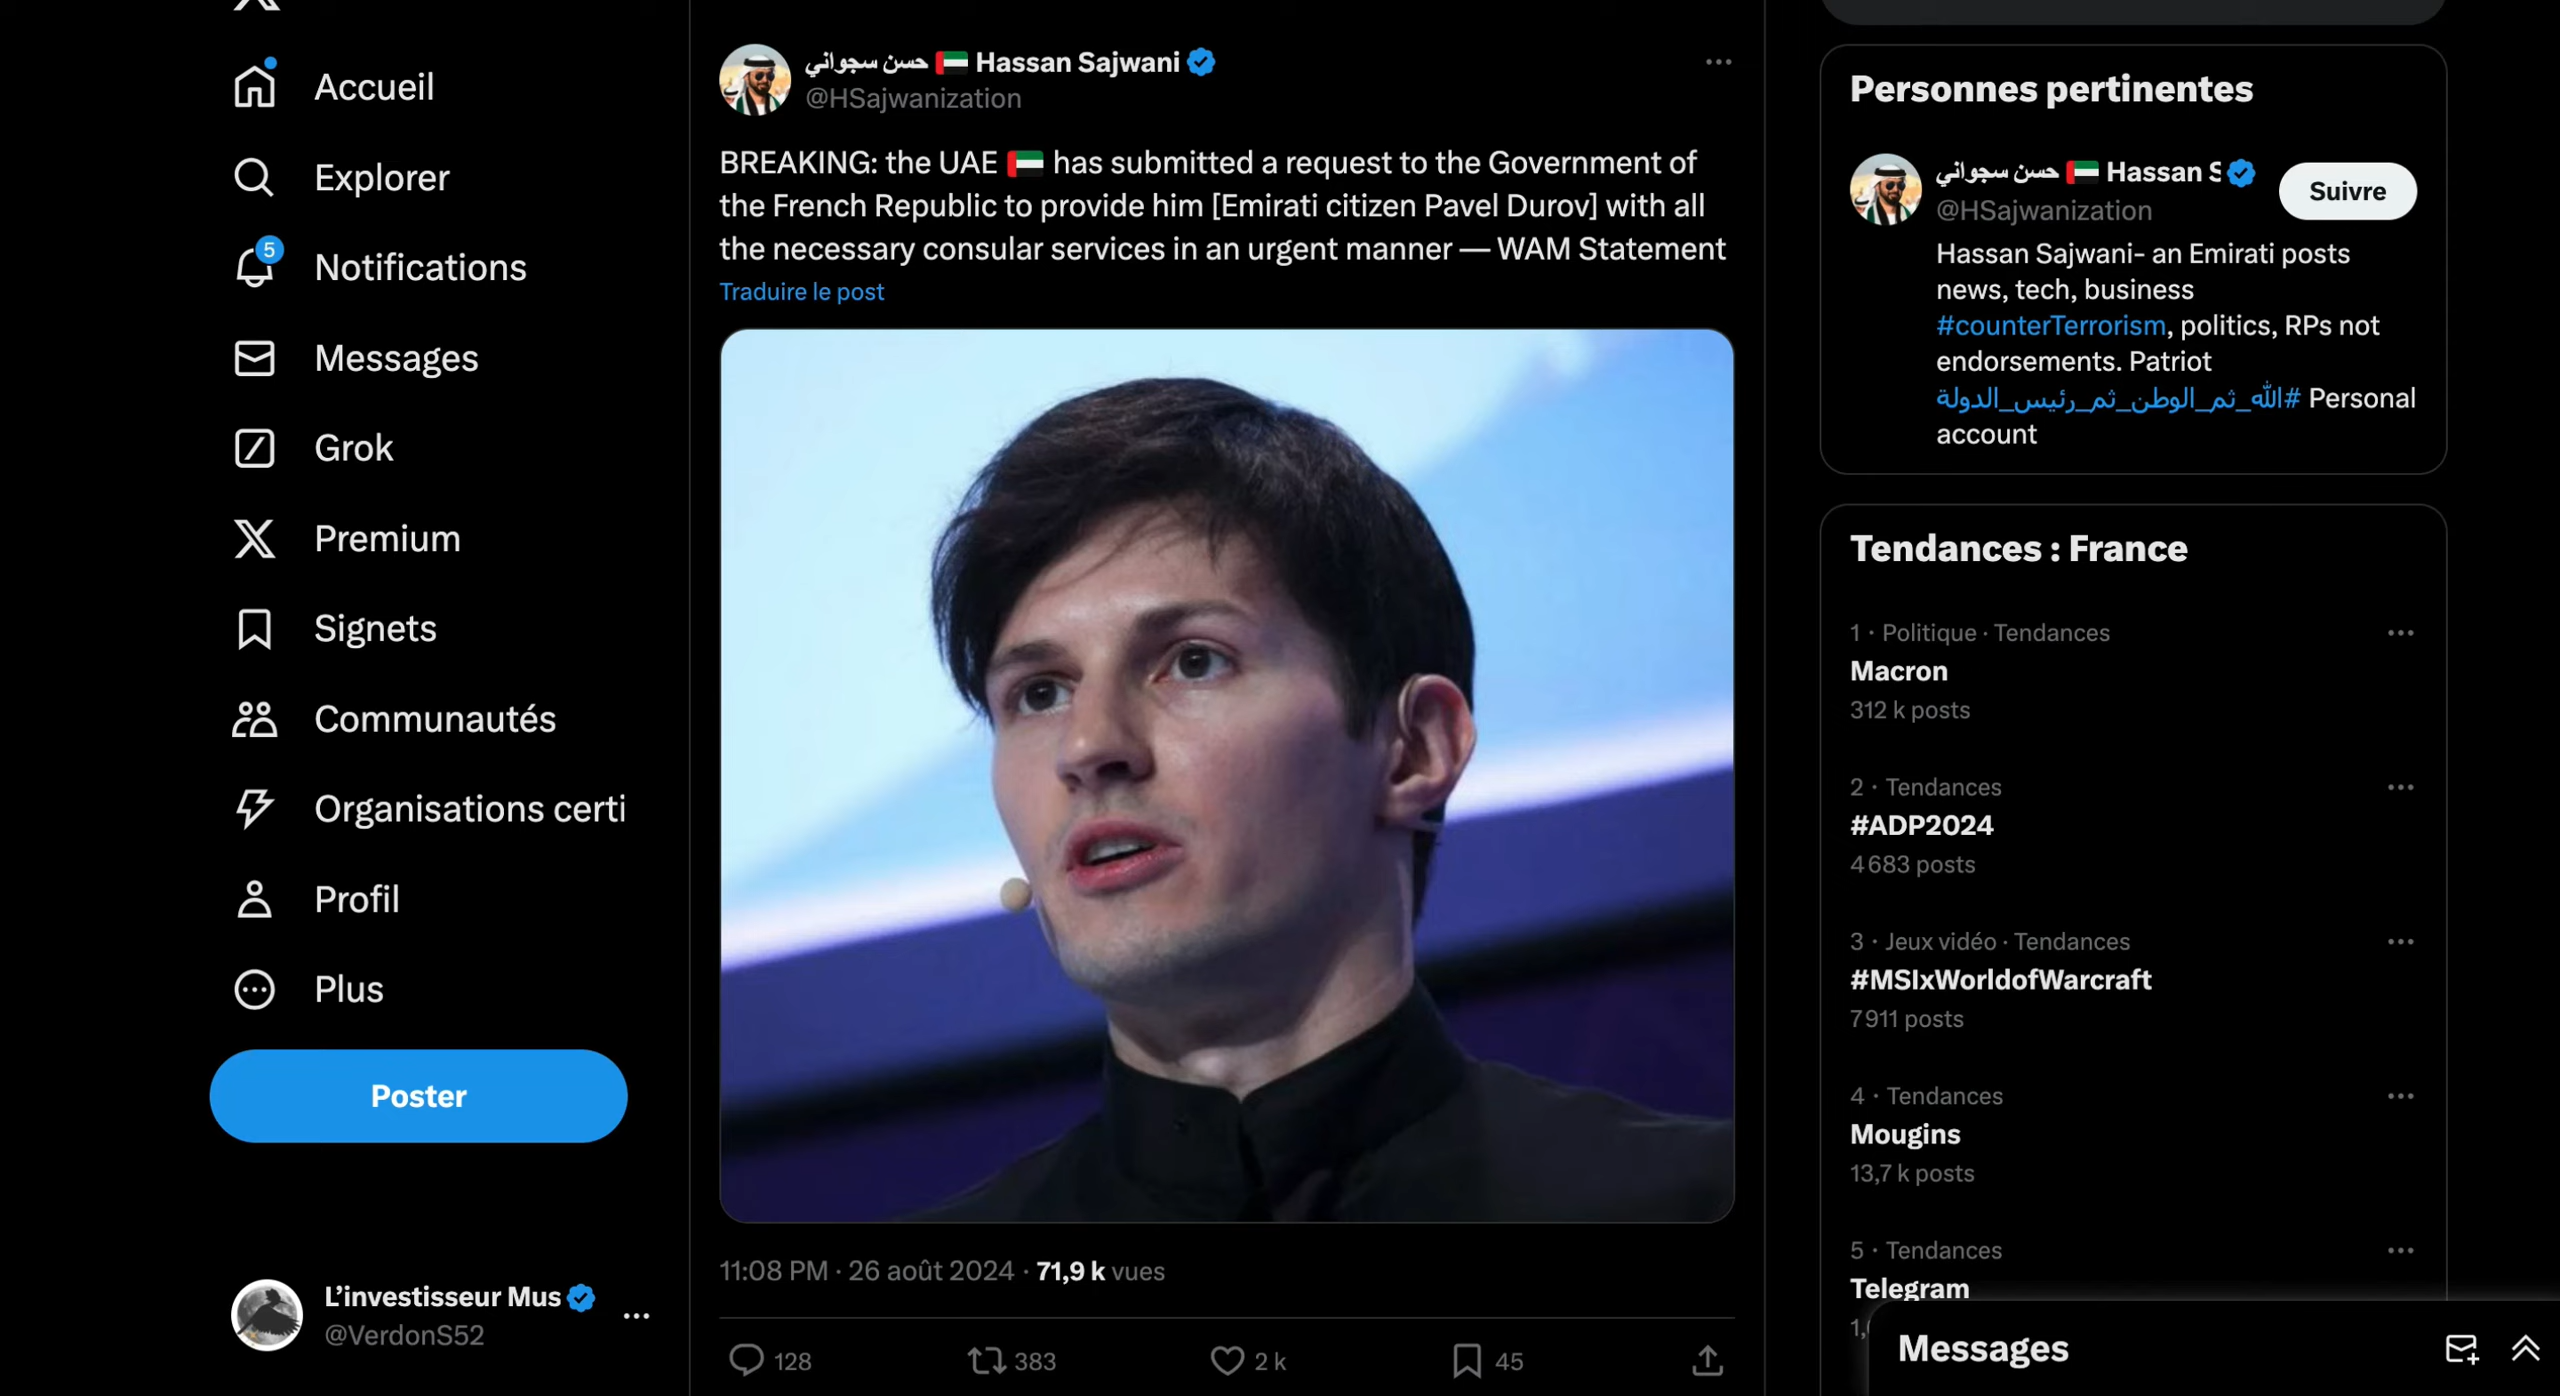 Accueil
Explorer
5
Notifications
Messages
Grok
Premium
Signets
Communautés
Organisations certi
Profil
Plus
Poster
L’investisseur Mus
@VerdonS52
حسن سجواني 🇦🇪 Hassan Sajwani
@HSajwanization
BREAKING: the UAE 🇦🇪 has submitted a request to the Government of
the French Republic to provide him [Emirati citizen Pavel Durov] with all
the necessary consular services in an urgent manner — WAM Statement
Traduire le post
11:08 PM · 26 août 2024 · 71,9 k vues
128 383 2 k 45
Personnes pertinentes
حسن سجواني 🇦🇪 Hassan S
@HSajwanization
Suivre
Hassan Sajwani- an Emirati posts
news, tech, business
#counterTerrorism, politics, RPs not
endorsements. Patriot
#الله_ثم_الوطن_ثم_رئيس_الدولة Personal
account
Tendances : France
1 · Politique · Tendances
Macron
312 k posts
2 · Tendances
#ADP2024
4 683 posts
3 · Jeux vidéo · Tendances
#MSIxWorldofWarcraft
7 911 posts
4 · Tendances
Mougins
13,7 k posts
5 · Tendances
Telegram
Messages